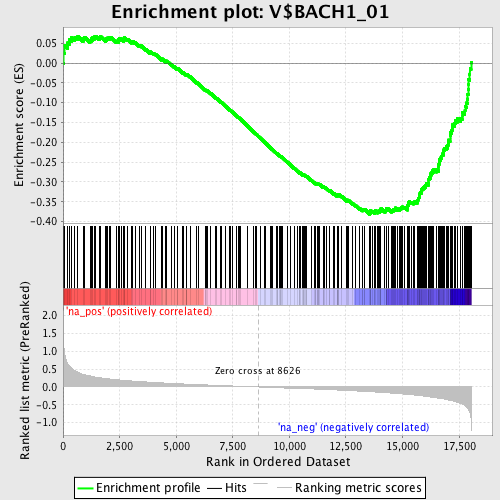 Enrichment plot: V$BACH1_01
Enrichment score (ES)
0.05
0.00
-0.05
-0.10
-0.15
-0.20
-0.25
-0.30
-0.35
-0.40
'na_pos' (positively correlated)
Ranked list metric (PreRanked)
2.0
1.5
1.0
0.5
0.0
-0.5
-1.0
Zero cross at 8626
'na_neg' (negatively correlated)
0
2,500
5,000
7,500
10,000
12,500
15,000
17,500
Rank in Ordered Dataset
Enrichment profile
Hits
Ranking metric scores